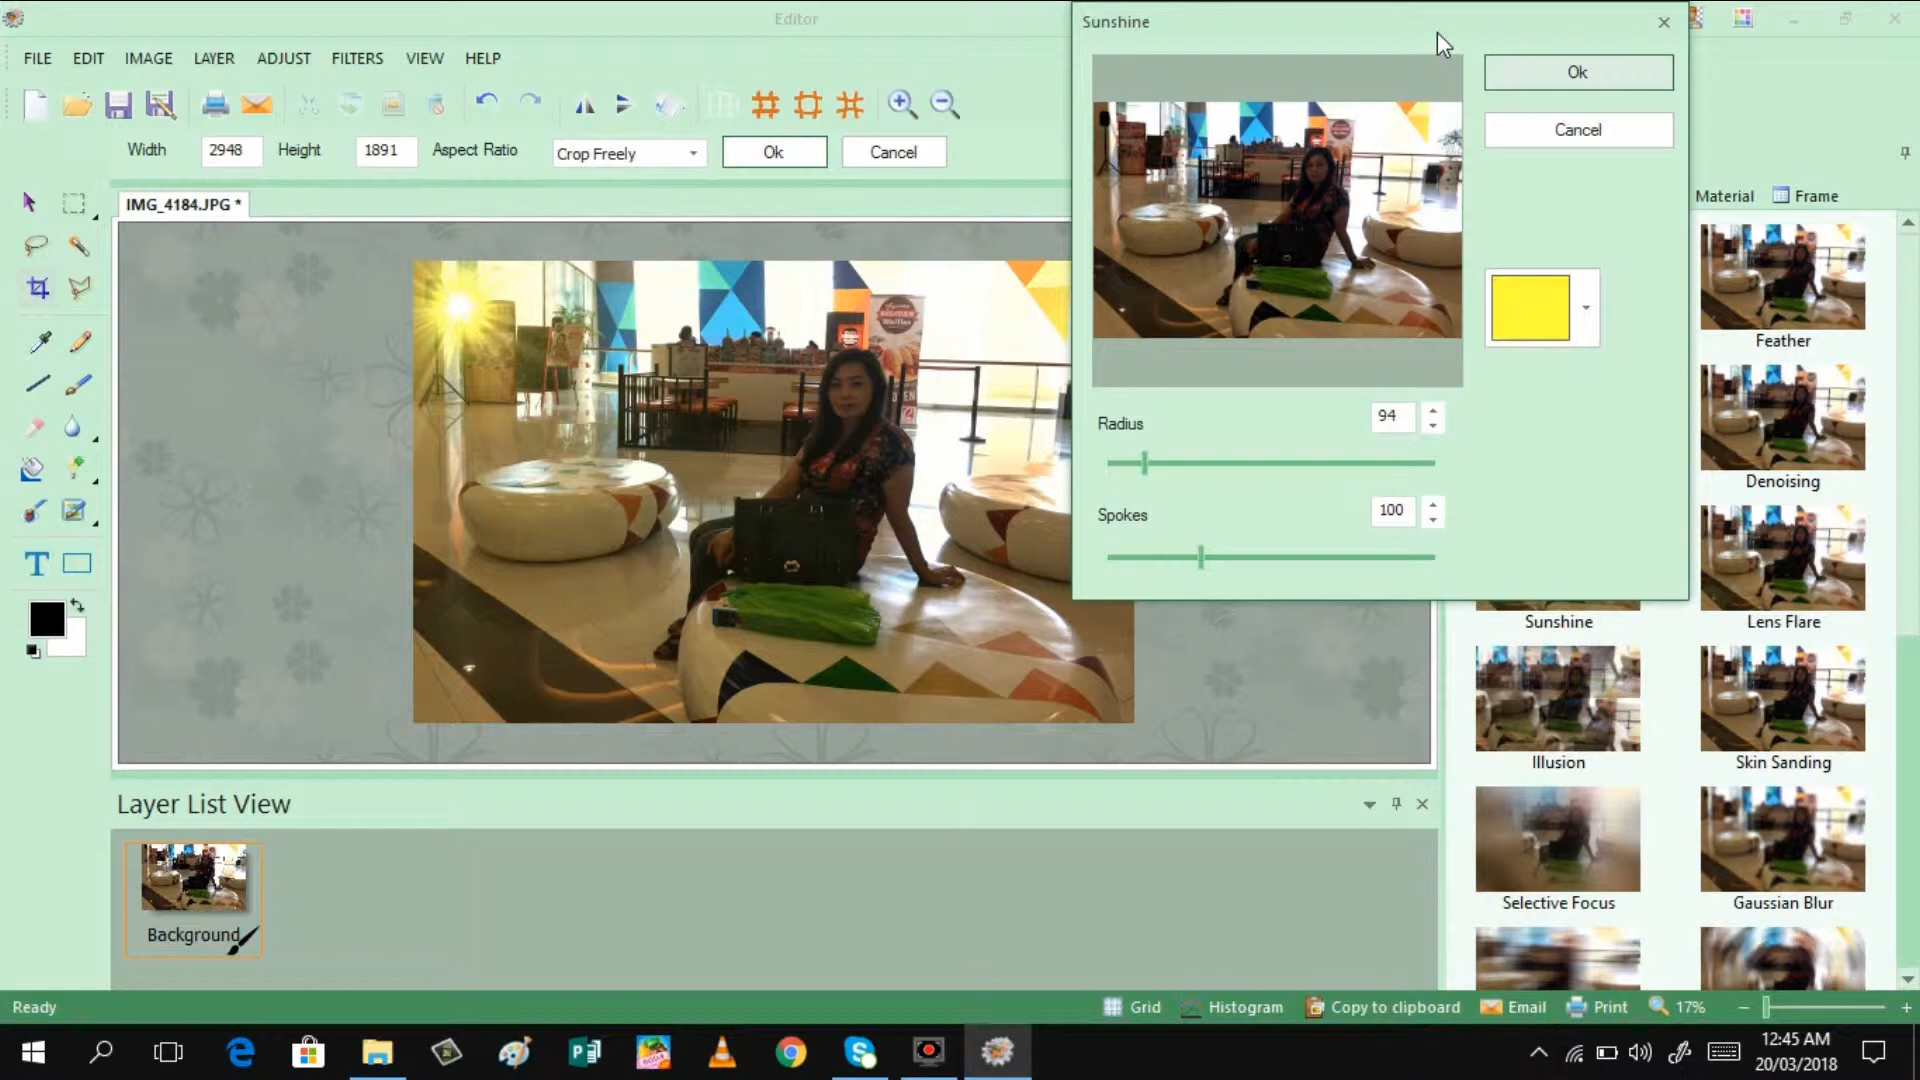 Editor
Sunshine
FILE EDIT IMAGE LAYER ADJUST FILTERS VIEW HELP
Ok
Cancel
Width 2948 Height 1891 Aspect Ratio Crop Freely Ok Cancel
IMG_4184.JPG *
Material Frame
Waffles
Feather
Radius 94
Denoising
Spokes 100
Sunshine Lens Flare
Illusion Skin Sanding
Layer List View
Selective Focus Gaussian Blur
Background
Ready Grid Histogram Copy to clipboard Email Print 17%
12:45 AM
20/03/2018